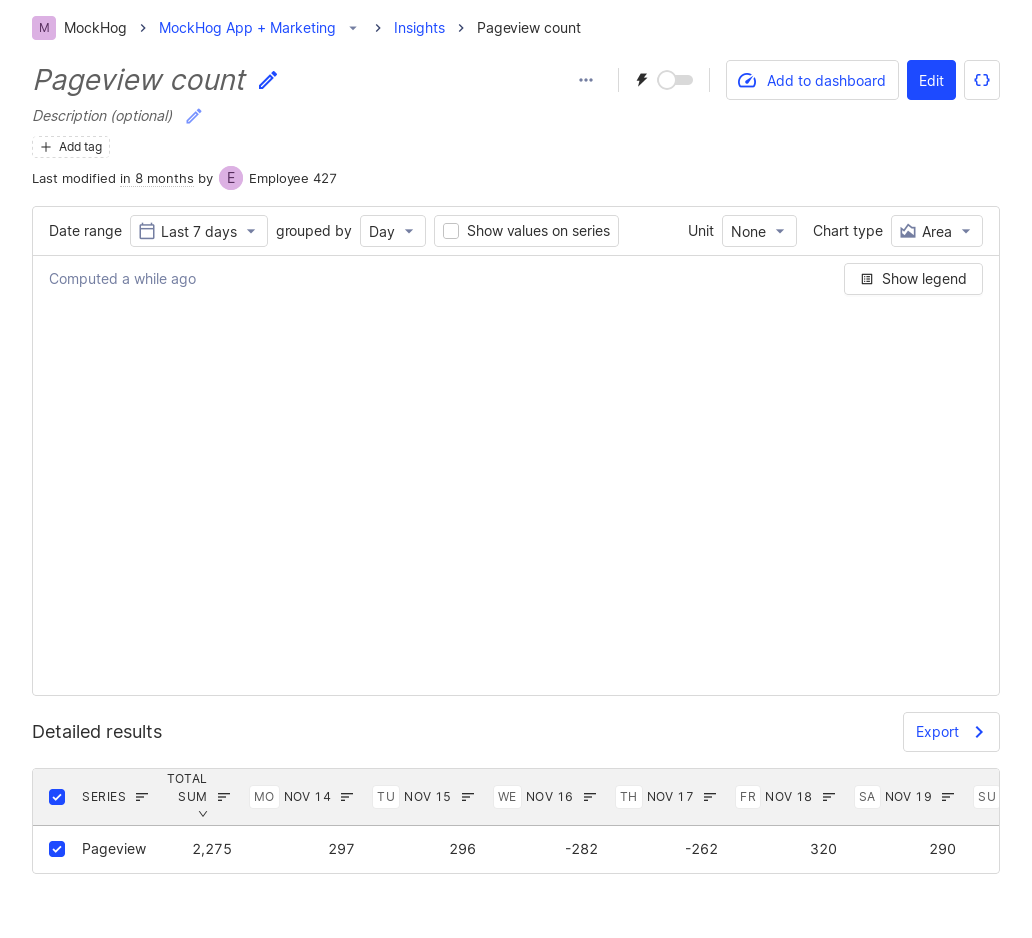 M MockHog MockHog App + Marketing Insights Pageview count
Pageview count
Add to dashboard Edit
Description (optional)
Add tag
Last modified in 8 months by E Employee 427
Date range Last 7 days grouped by Day Show values on series Unit None Chart type Area
Computed a while ago Show legend
Detailed results Export
SERIES TOTAL SUM MO NOV 14 TU NOV 15 WE NOV 16 TH NOV 17 FR NOV 18 SA NOV 19 SU
Pageview 2,275 297 296 -282 -262 320 290